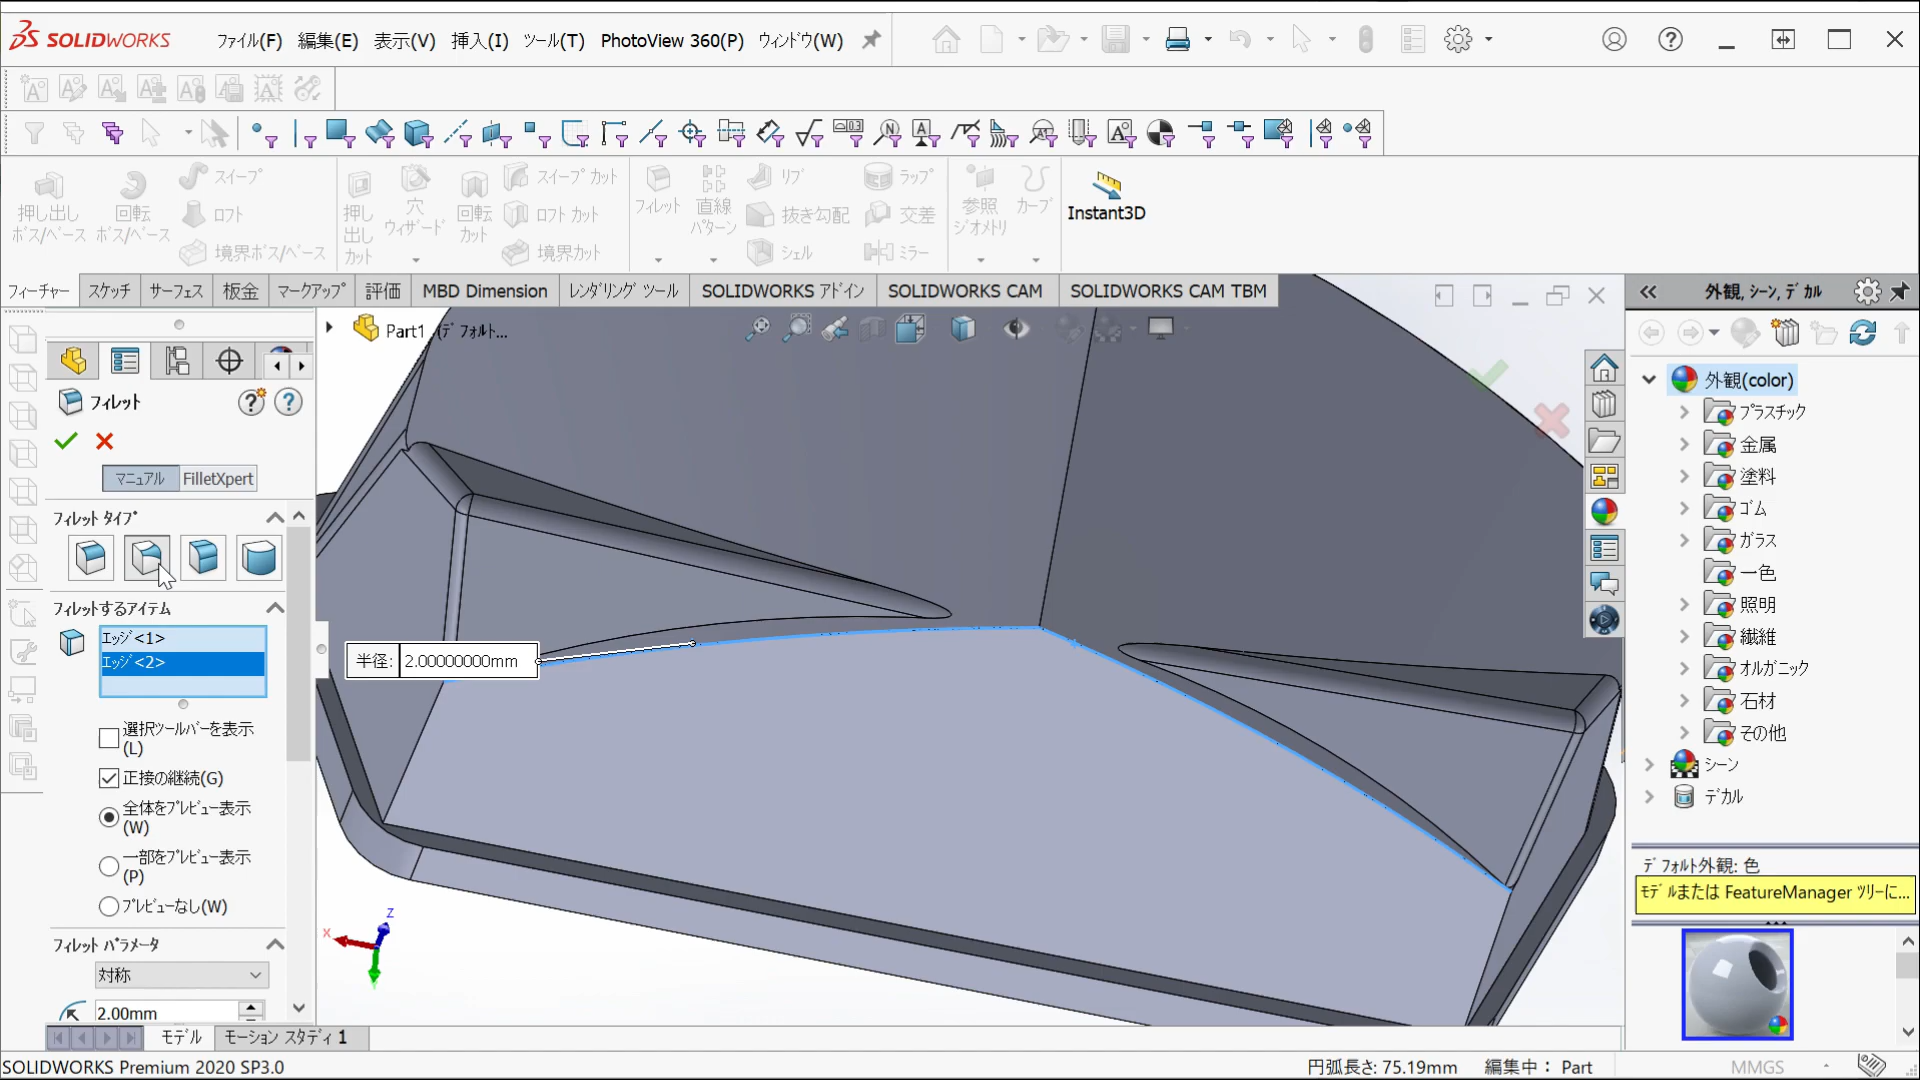 SOLIDWORKS
ファイル(F) 編集(E) 表示(V) 挿入(I) ツール(T) PhotoView 360(P) ウィンドウ(W)
押し出し
ボス/ベース
回転
ボス/ベース
スイープ
ロフト
境界ボス/ベース
押し
出し
カット
穴
ウィザード
回転
カット
スイープ カット
ロフト カット
境界カット
フィレット
直線
パターン
リブ
抜き勾配
シェル
ラップ
交差
ミラー
参照
ジオメトリ
カーブ
Instant3D
フィーチャー スケッチ サーフェス 板金 マークアップ 評価 MBD Dimension レンダリング ツール SOLIDWORKS アドイン SOLIDWORKS CAM SOLIDWORKS CAM TBM
外観, シーン, デカル
Part1 (デフォルト...
フィレット
マニュアル FilletXpert
フィレット タイプ
フィレットするアイテム
エッジ<1>
エッジ<2>
選択ツールバーを表示
(L)
正接の継続(G)
全体をプレビュー表示
(W)
一部をプレビュー表示
(P)
プレビューなし(W)
フィレット パラメータ
対称
2.00mm
半径: 2.00000000mm
X
Z
外観(color)
プラスチック
金属
塗料
ゴム
ガラス
一色
照明
繊維
オルガニック
石材
その他
シーン
デカル
デフォルト外観: 色
モデルまたは FeatureManager ツリーに...
モデル モーション スタディ 1
SOLIDWORKS Premium 2020 SP3.0
円弧長さ: 75.19mm 編集中: Part MMGS